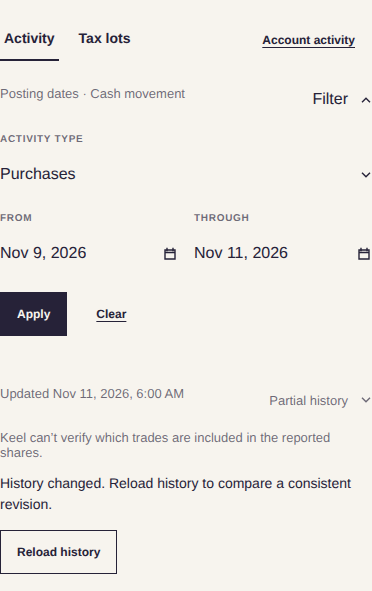 Activity Tax lots Account activity
Posting dates · Cash movement
Filter
ACTIVITY TYPE
Purchases
FROM THROUGH
Nov 9, 2026 Nov 11, 2026
Apply Clear
Updated Nov 11, 2026, 6:00 AM
Partial history
Keel can’t verify which trades are included in the reported
shares.
History changed. Reload history to compare a consistent
revision.
Reload history